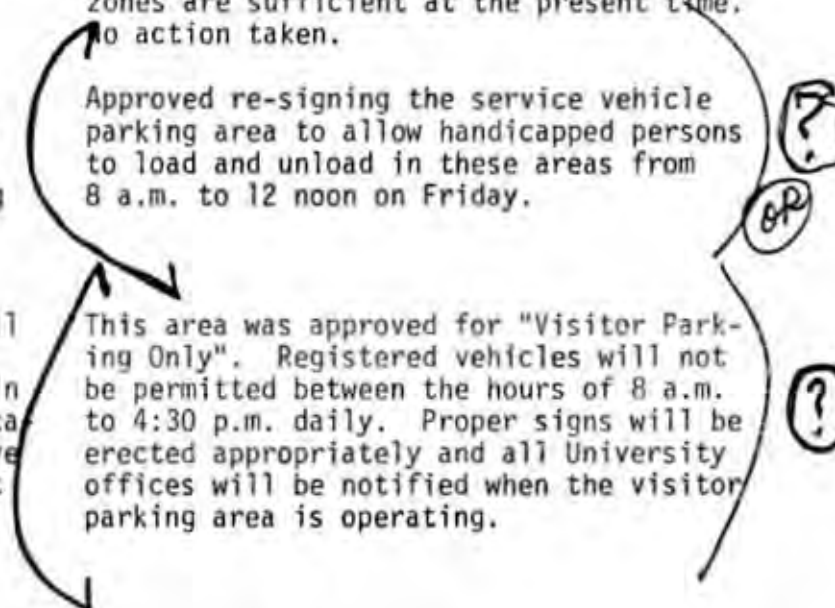 zones are sufficient at the present time.
No action taken.
Approved re-signing the service vehicle
parking area to allow handicapped persons
to load and unload in these areas from
8 a.m. to 12 noon on Friday.
?
OR
This area was approved for "Visitor Park-
ing Only". Registered vehicles will not
be permitted between the hours of 8 a.m.
to 4:30 p.m. daily. Proper signs will be
erected appropriately and all University
offices will be notified when the visitor
parking area is operating.
?